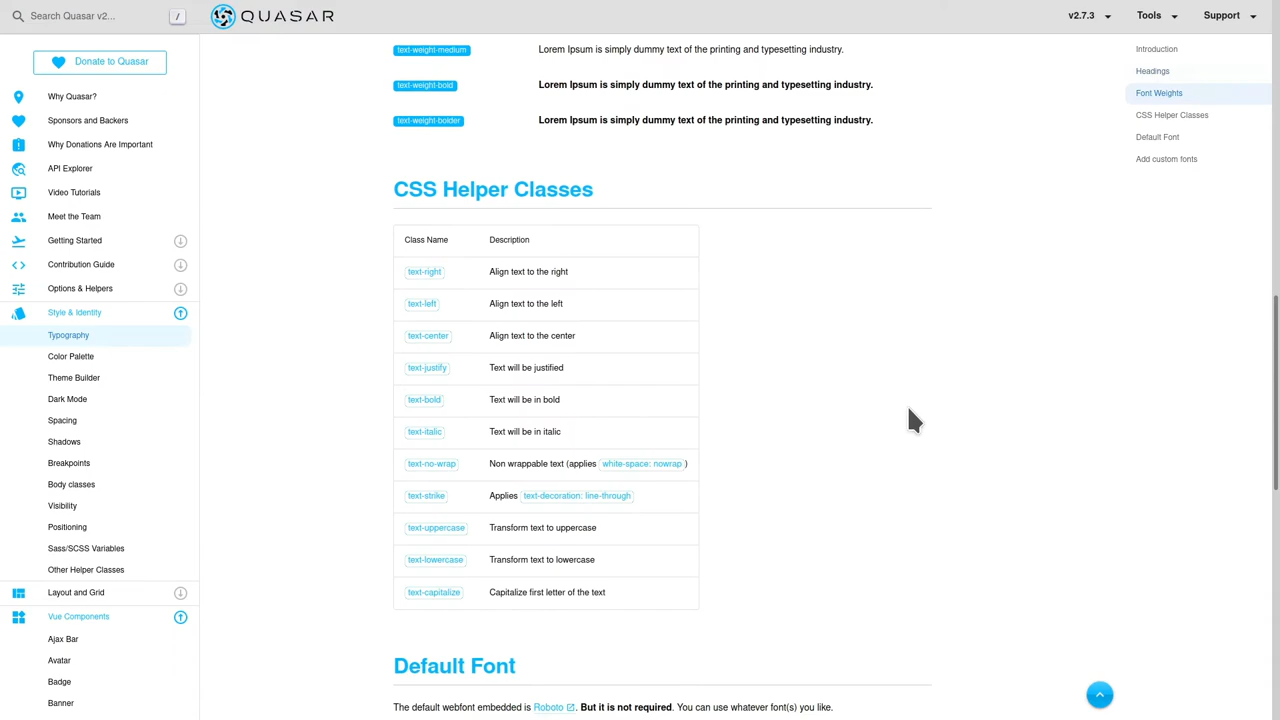 Search Quasar v2...
/
QUASAR
v2.7.3
Tools
Support
Donate to Quasar
Why Quasar?
Sponsors and Backers
Why Donations Are Important
API Explorer
Video Tutorials
Meet the Team
Getting Started
Contribution Guide
Options & Helpers
Style & Identity
Typography
Color Palette
Theme Builder
Dark Mode
Spacing
Shadows
Breakpoints
Body classes
Visibility
Positioning
Sass/SCSS Variables
Other Helper Classes
Layout and Grid
Vue Components
Ajax Bar
Avatar
Badge
Banner
text-weight-medium Lorem Ipsum is simply dummy text of the printing and typesetting industry.
text-weight-bold Lorem Ipsum is simply dummy text of the printing and typesetting industry.
text-weight-bolder Lorem Ipsum is simply dummy text of the printing and typesetting industry.
CSS Helper Classes
Class Name Description
text-right Align text to the right
text-left Align text to the left
text-center Align text to the center
text-justify Text will be justified
text-bold Text will be in bold
text-italic Text will be in italic
text-no-wrap Non wrappable text (applies white-space: nowrap )
text-strike Applies text-decoration: line-through
text-uppercase Transform text to uppercase
text-lowercase Transform text to lowercase
text-capitalize Capitalize first letter of the text
Default Font
The default webfont embedded is Roboto. But it is not required. You can use whatever font(s) you like.
Introduction
Headings
Font Weights
CSS Helper Classes
Default Font
Add custom fonts